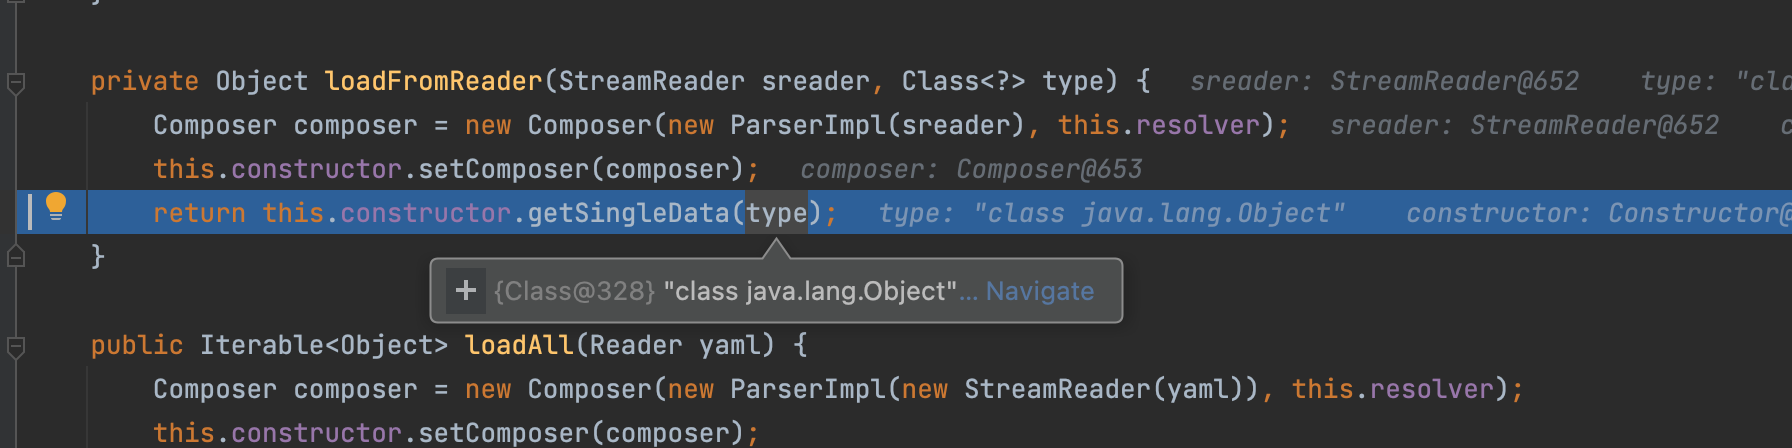 }
private Object loadFromReader(StreamReader sreader, Class<?> type) { sreader: StreamReader@652 type: "cla
Composer composer = new Composer(new ParserImpl(sreader), this.resolver); sreader: StreamReader@652 c
this.constructor.setComposer(composer); composer: Composer@653
return this.constructor.getSingleData(type); type: "class java.lang.Object" constructor: Constructor@
}
{Class@328} "class java.lang.Object"... Navigate
public Iterable<Object> loadAll(Reader yaml) {
Composer composer = new Composer(new ParserImpl(new StreamReader(yaml)), this.resolver);
this.constructor.setComposer(composer);